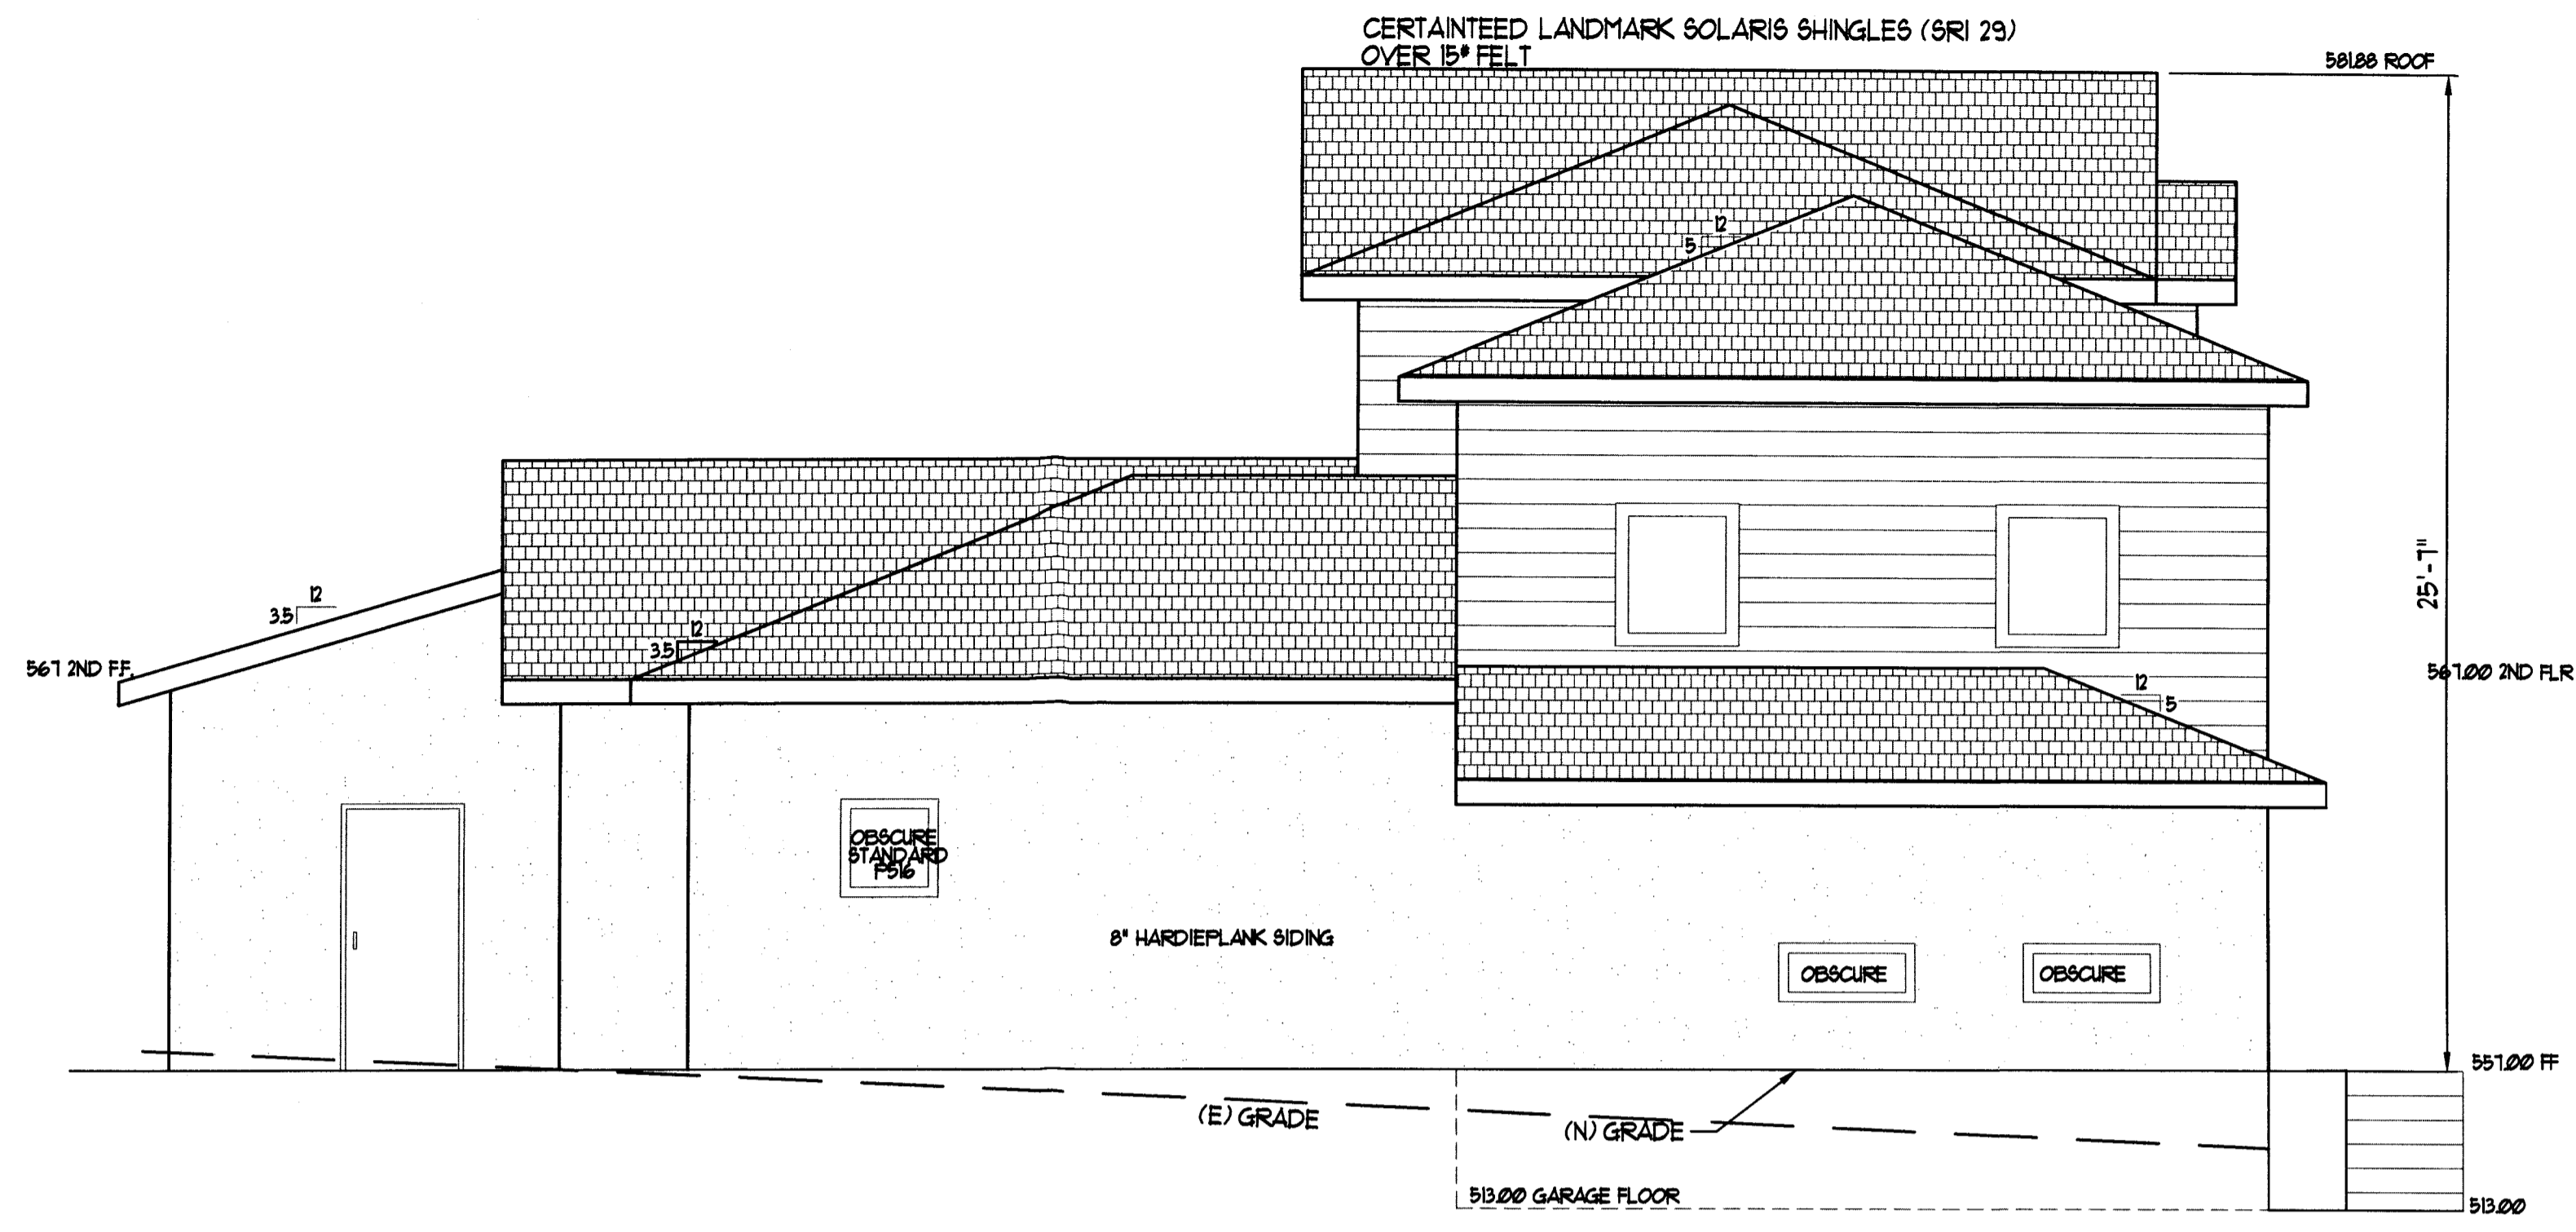 CERTAINTEED LANDMARK SOLARIS SHINGLES (SRI 29)
OVER 15# FELT
581.88 ROOF
12
5
25'-7"
12
3.5
12
3.5
567 2ND F.F.
567.00 2ND FLR
12
5
OBSCURE
STANDARD
P516
8" HARDIEPLANK SIDING
OBSCURE
OBSCURE
557.00 FF
(E) GRADE
(N) GRADE
513.00 GARAGE FLOOR
513.00